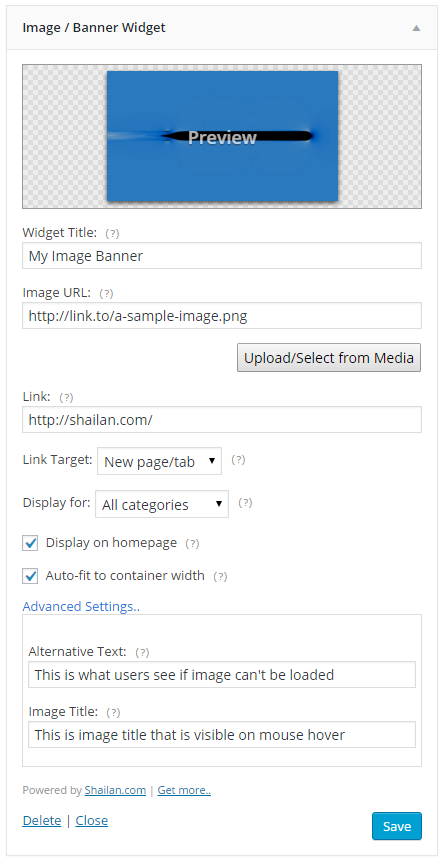 Image / Banner Widget
Preview
Widget Title: (?)
My Image Banner
Image URL: (?)
http://link.to/a-sample-image.png
Upload/Select from Media
Link: (?)
http://shailan.com/
Link Target: New page/tab (?)
Display for: All categories (?)
Display on homepage (?)
Auto-fit to container width (?)
Advanced Settings..
Alternative Text: (?)
This is what users see if image can't be loaded
Image Title: (?)
This is image title that is visible on mouse hover
Powered by Shailan.com | Get more..
Delete | Close
Save